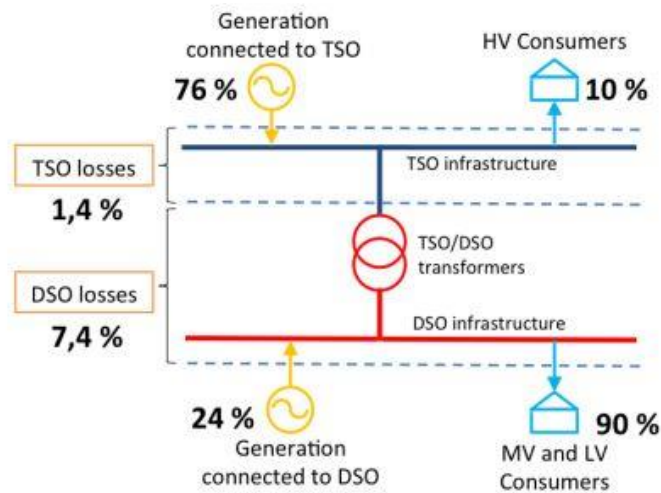 Generation
connected to TSO
76 %
HV Consumers
10 %
TSO losses
1,4 %
TSO infrastructure
TSO/DSO
transformers
DSO losses
7,4 %
DSO infrastructure
24 %
Generation
connected to DSO
90 %
MV and LV
Consumers